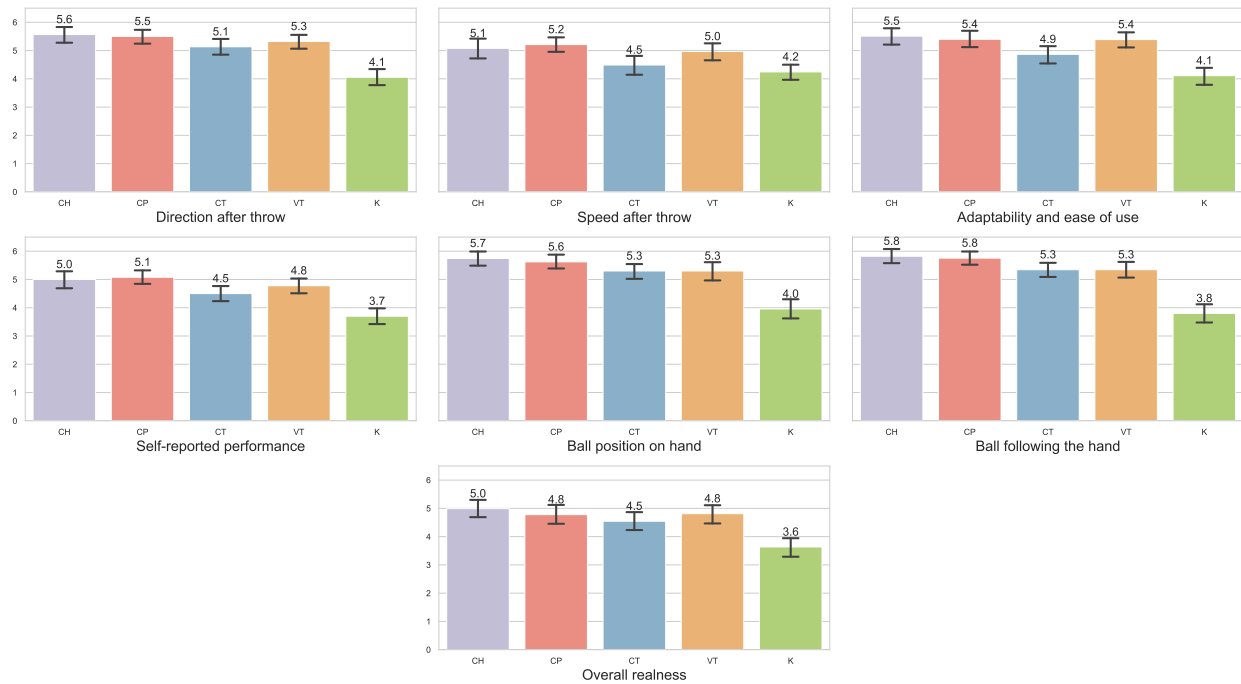 5.6 5.5 5.1 5.3 4.1
6
5
4
3
2
1
0
CH CP CT VT K
Direction after throw
5.1 5.2 4.5 5.0 4.2
CH CP CT VT K
Speed after throw
5.5 5.4 4.9 5.4 4.1
CH CP CT VT K
Adaptability and ease of use
5.0 5.1 4.5 4.8 3.7
6
5
4
3
2
1
0
CH CP CT VT K
Self-reported performance
5.7 5.6 5.3 5.3 4.0
CH CP CT VT K
Ball position on hand
5.8 5.8 5.3 5.3 3.8
CH CP CT VT K
Ball following the hand
5.0 4.8 4.5 4.8 3.6
6
5
4
3
2
1
0
CH CP CT VT K
Overall realness